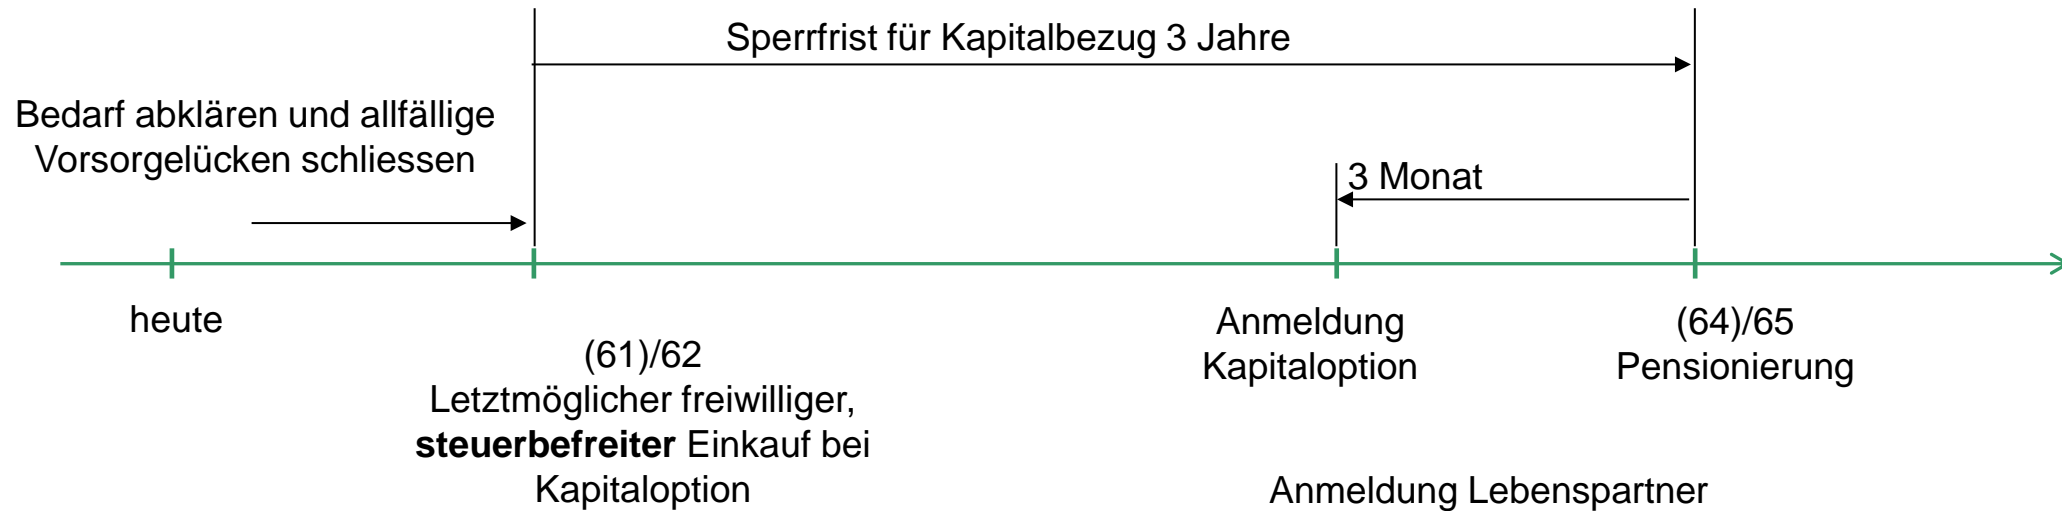 Sperrfrist für Kapitalbezug 3 Jahre
Bedarf abklären und allfällige
Vorsorgelücken schliessen
3 Monat
heute
(61)/62
Letztmöglicher freiwilliger,
steuerbefreiter Einkauf bei
Kapitaloption
Anmeldung
Kapitaloption
(64)/65
Pensionierung
Anmeldung Lebenspartner